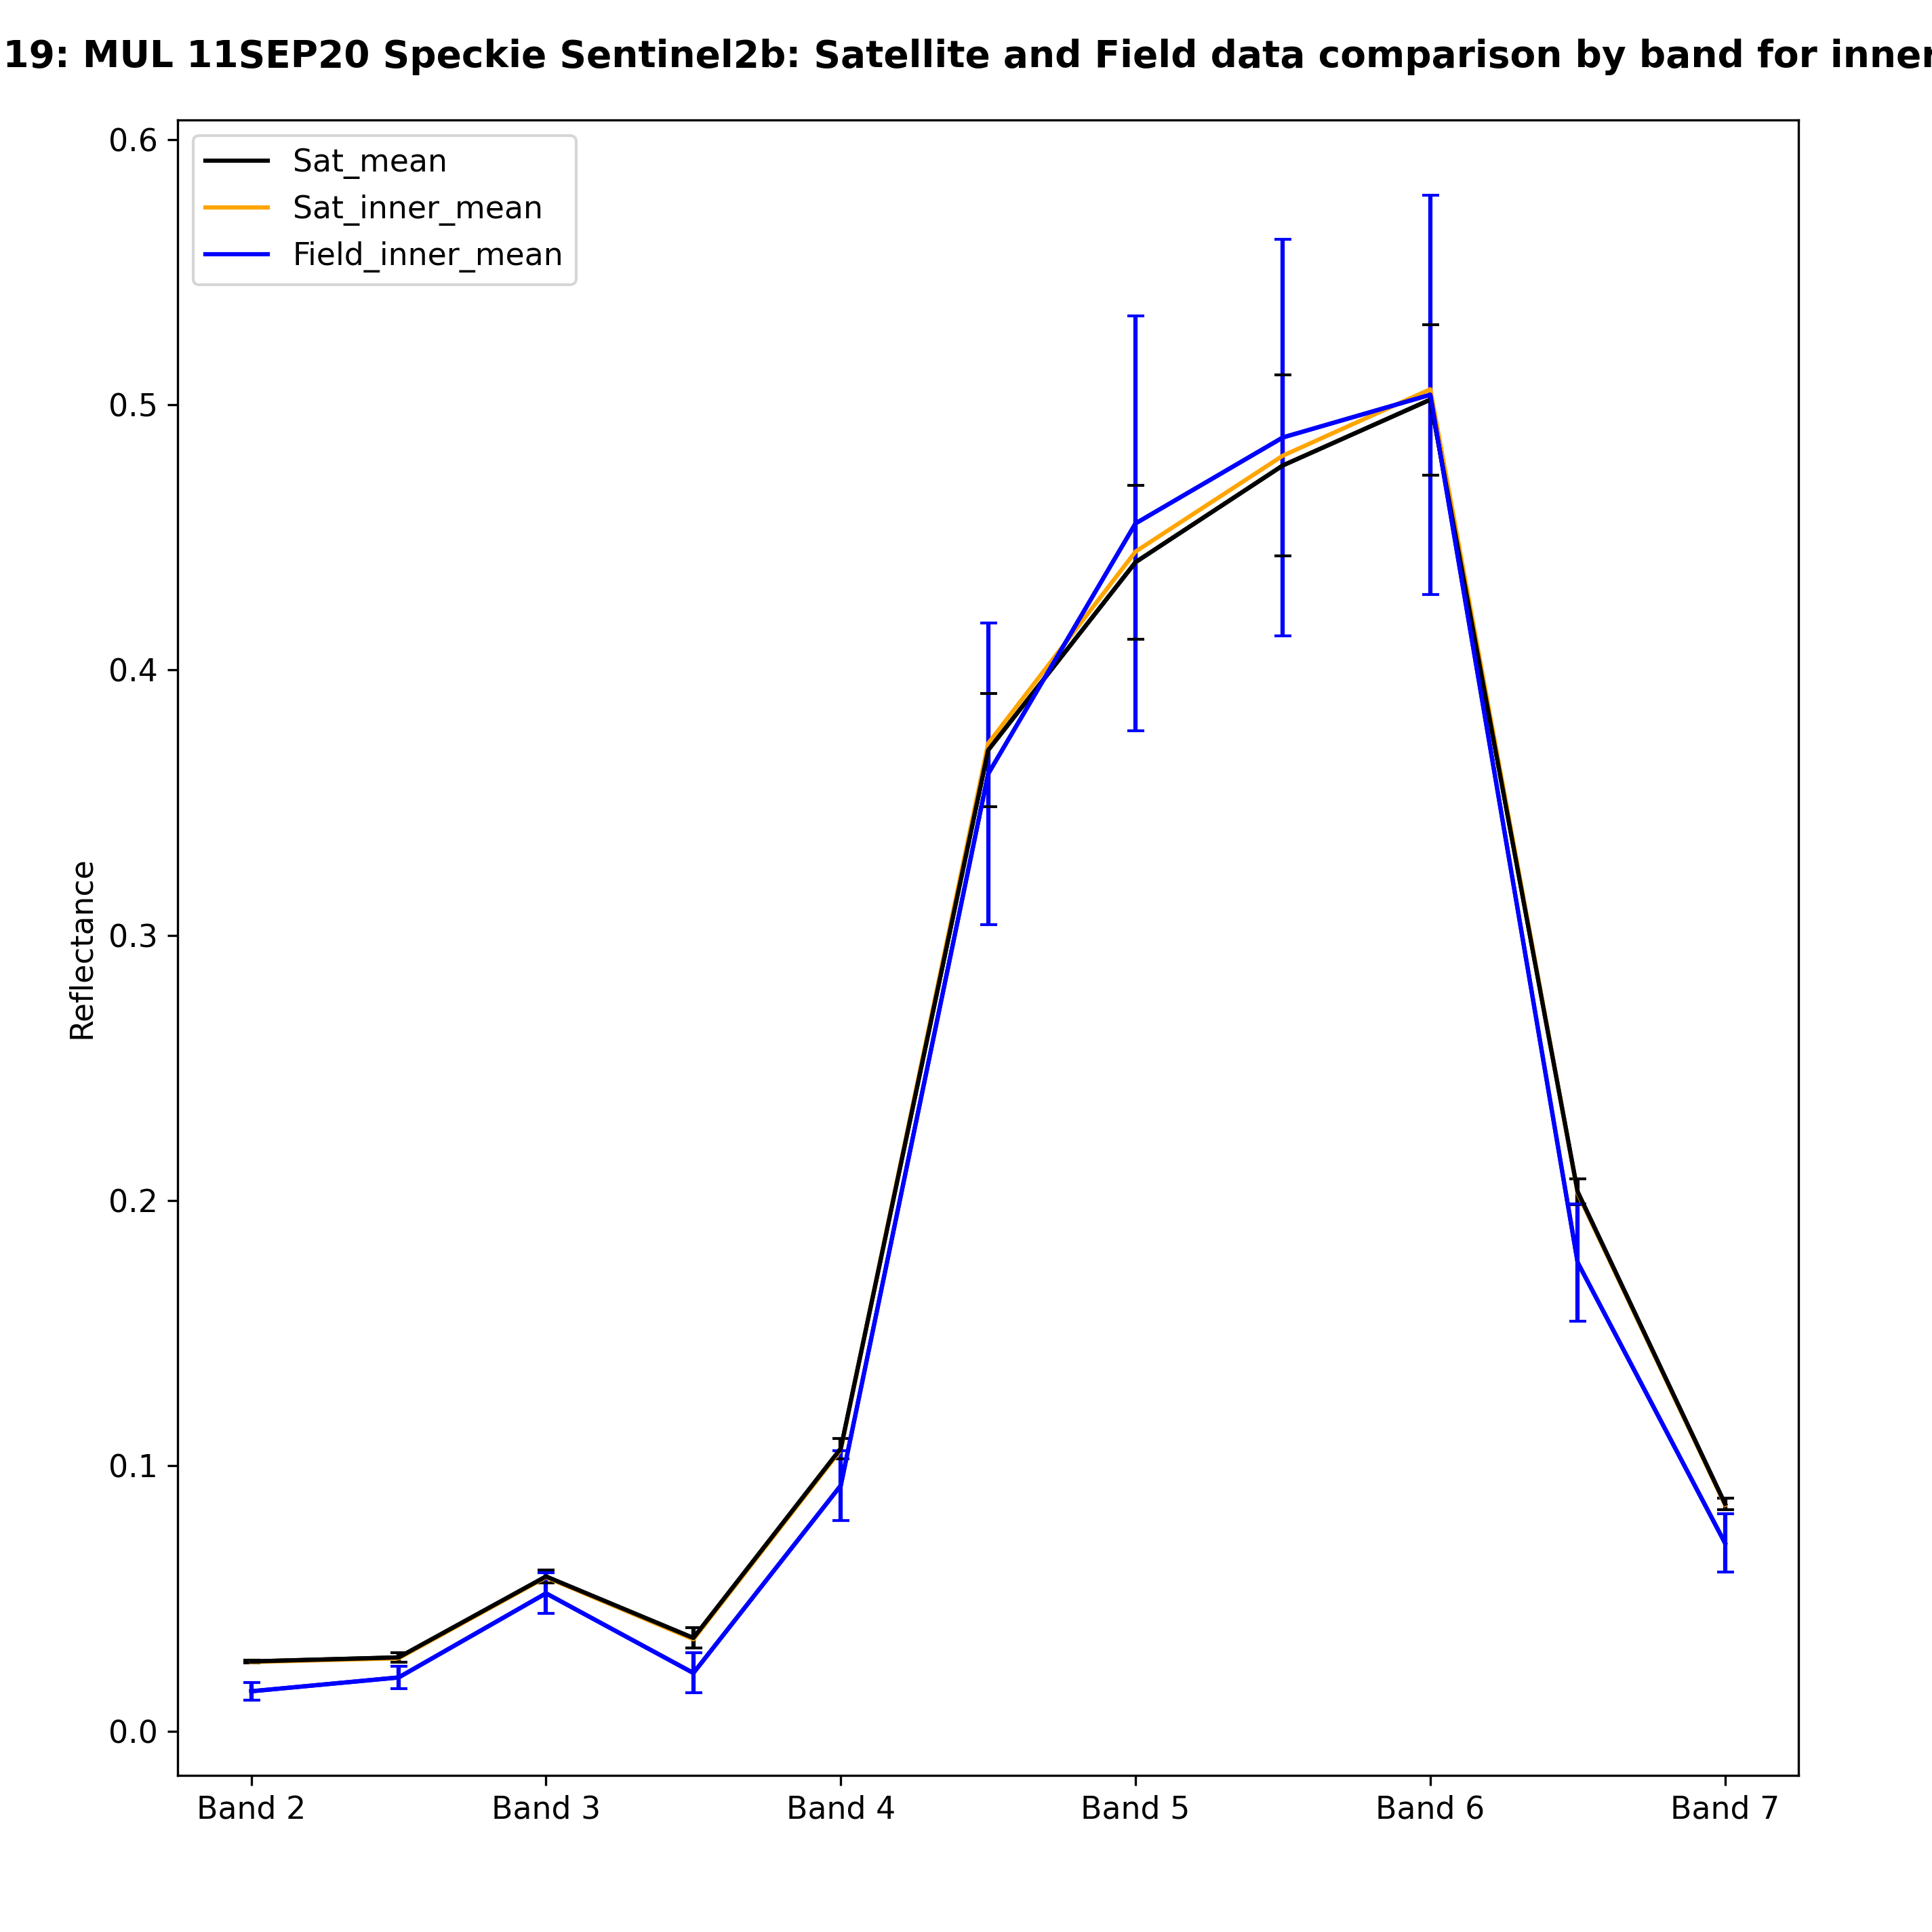 19: MUL 11SEP20 Speckie Sentinel2b: Satellite and Field data comparison by band for inner
0.6
Sat_mean
Sat_inner_mean
Field_inner_mean
0.5
0.4
0.3
Reflectance
0.2
0.1
0.0
Band 2 Band 3 Band 4 Band 5 Band 6 Band 7